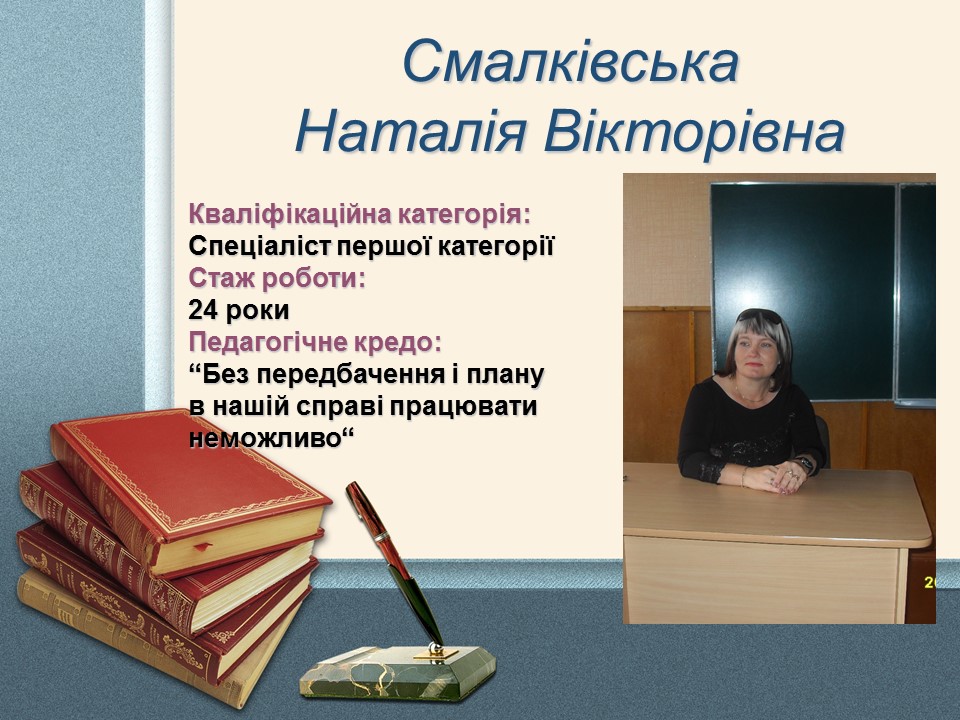 Смалківська
Наталія Вікторівна
Кваліфікаційна категорія:
Спеціаліст першої категорії
Стаж роботи:
24 роки
Педагогічне кредо:
“Без передбачення і плану
в нашій справі працювати
неможливо“